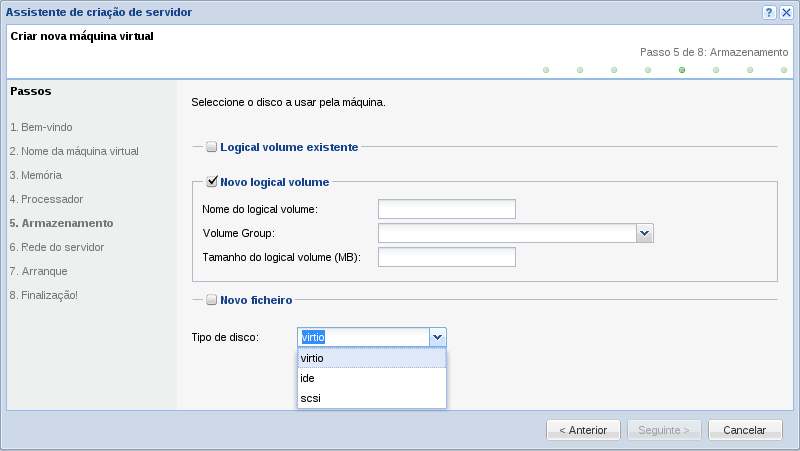 Assistente de criação de servidor
Criar nova máquina virtual
Passo 5 de 8: Armazenamento
Passos
1. Bem-vindo
2. Nome da máquina virtual
3. Memória
4. Processador
5. Armazenamento
6. Rede do servidor
7. Arranque
8. Finalização!
Seleccione o disco a usar pela máquina.
Logical volume existente
Novo logical volume
Nome do logical volume:
Volume Group:
Tamanho do logical volume (MB):
Novo ficheiro
Tipo de disco: virtio
virtio
ide
scsi
< Anterior Seguinte > Cancelar